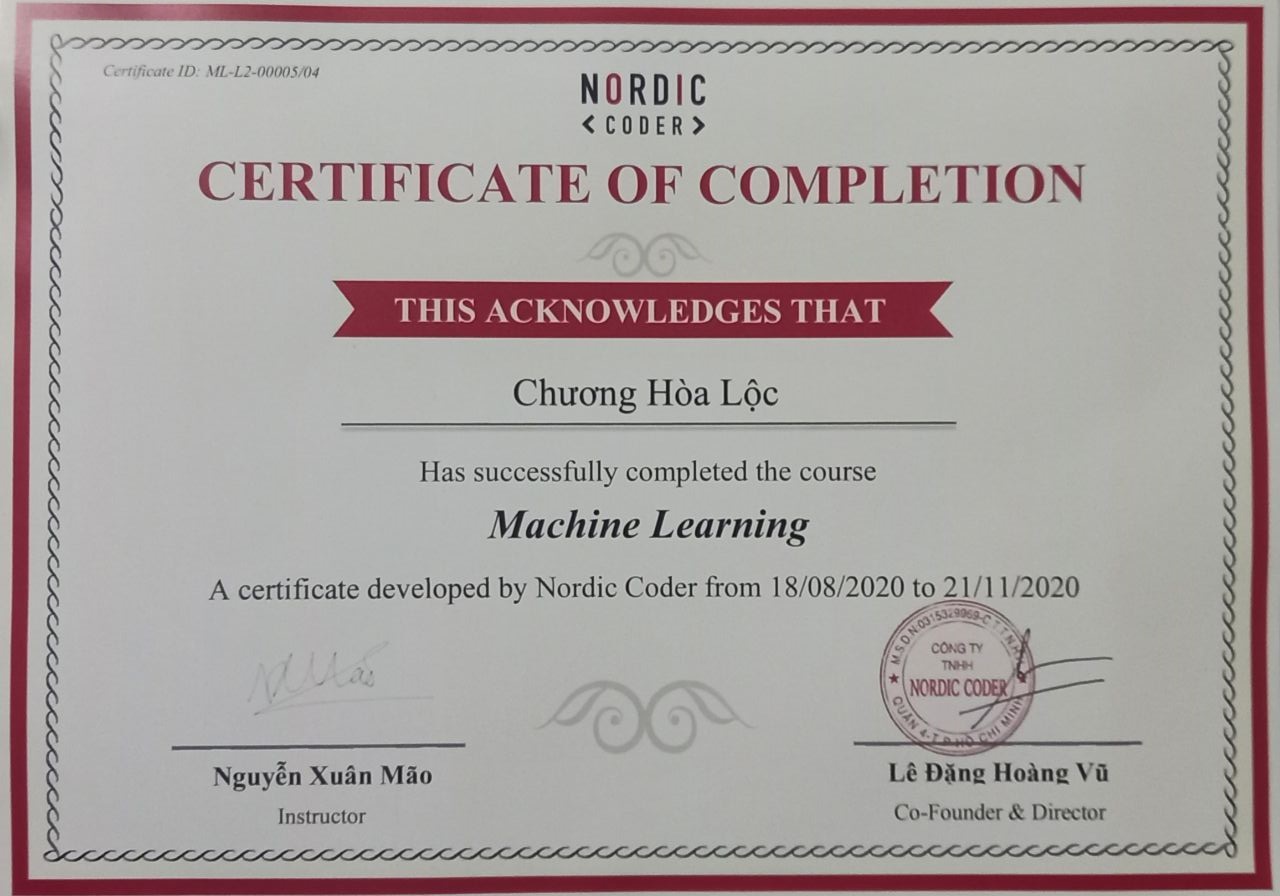 Certificate ID: ML-L2-00005/04
NORDIC
<CODER>
CERTIFICATE OF COMPLETION
THIS ACKNOWLEDGES THAT
Chương Hòa Lộc
Has successfully completed the course
Machine Learning
A certificate developed by Nordic Coder from 18/08/2020 to 21/11/2020
M.S.D.N:0315329969-C.T.T.N.H.H
CÔNG TY
TNHH
NORDIC CODER
QUẬN 4-T.P HỒ CHÍ MINH
Nguyễn Xuân Mão
Instructor
Lê Đặng Hoàng Vũ
Co-Founder & Director